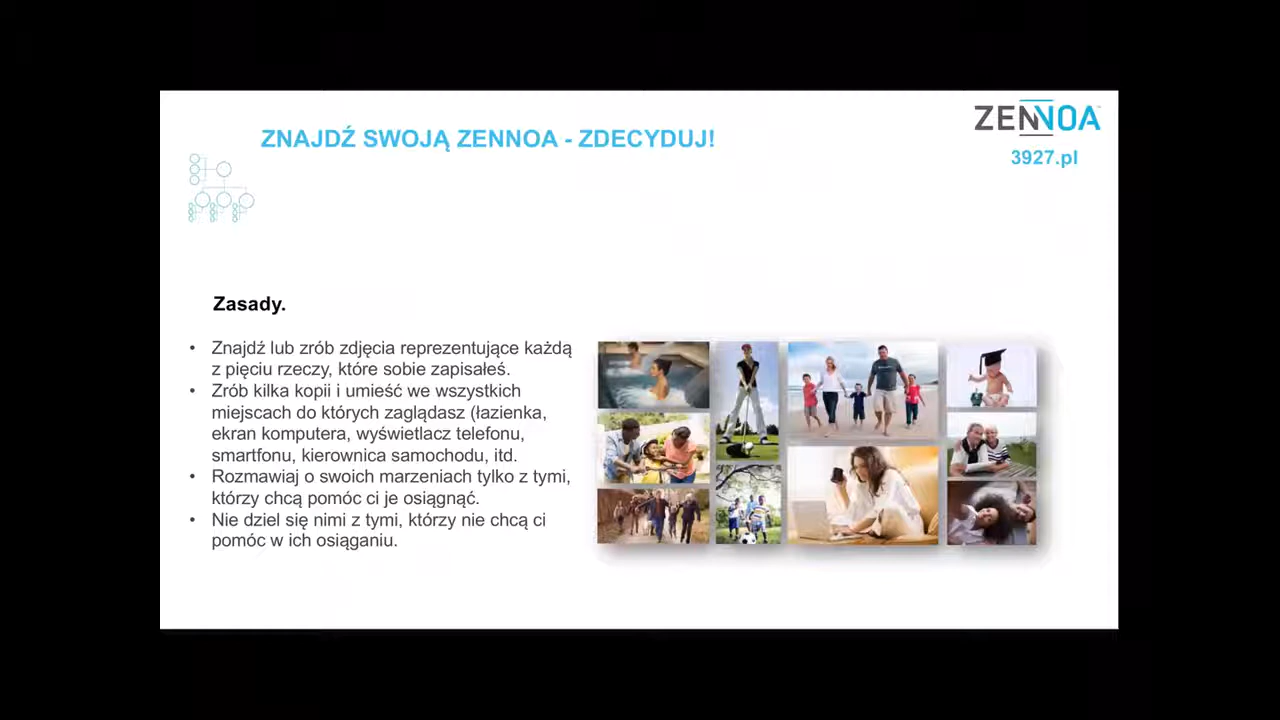 ZENNOA
ZNAJDŹ SWOJĄ ZENNOA - ZDECYDUJ!
3927.pl
Zasady.
• Znajdź lub zrób zdjęcia reprezentujące każdą
z pięciu rzeczy, które sobie zapisałeś.
• Zrób kilka kopii i umieść we wszystkich
miejscach do których zaglądasz (łazienka,
ekran komputera, wyświetlacz telefonu,
smartfonu, kierownica samochodu, itd.
• Rozmawiaj o swoich marzeniach tylko z tymi,
którzy chcą pomóc ci je osiągnąć.
• Nie dziel się nimi z tymi, którzy nie chcą ci
pomóc w ich osiąganiu.